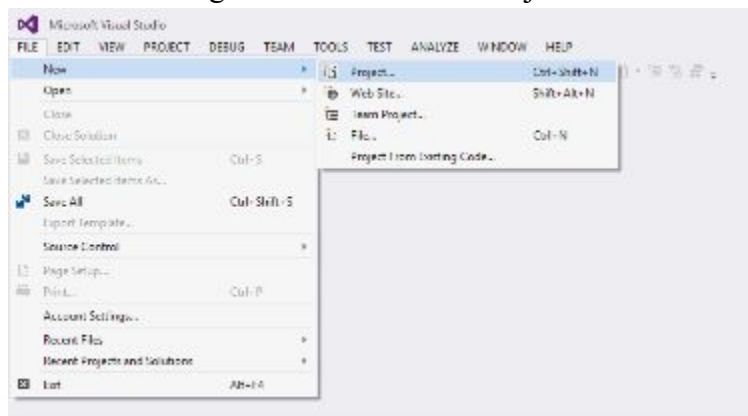 Microsoft Visual Studio
FILE EDIT VIEW PROJECT DEBUG TEAM TOOLS TEST ANALYZE WINDOW HELP
New
Open
Close
Close Solution
Save Selected Items Ctrl+S
Save Selected Items As...
Save All Ctrl+Shift+S
Export Template...
Source Control
Page Setup...
Print... Ctrl+P
Account Settings...
Recent Files
Recent Projects and Solutions
Exit Alt+F4
Project... Ctrl+Shift+N
Web Site... Shift+Alt+N
Team Project...
File... Ctrl+N
Project From Existing Code...